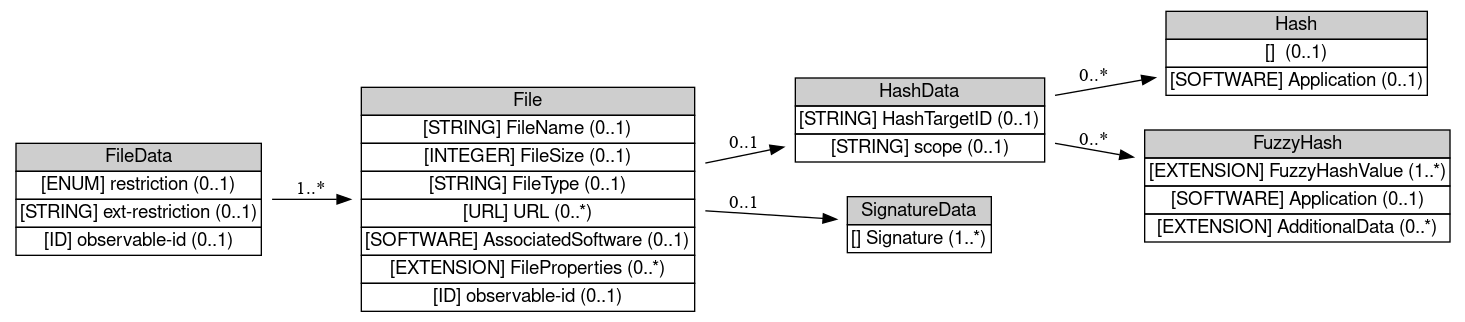 FileData
[ENUM] restriction (0..1)
[STRING] ext-restriction (0..1)
[ID] observable-id (0..1)
1..*
File
[STRING] FileName (0..1)
[INTEGER] FileSize (0..1)
[STRING] FileType (0..1)
[URL] URL (0..*)
[SOFTWARE] AssociatedSoftware (0..1)
[EXTENSION] FileProperties (0..*)
[ID] observable-id (0..1)
0..1
0..1
HashData
[STRING] HashTargetID (0..1)
[STRING] scope (0..1)
SignatureData
[] Signature (1..*)
0..*
0..*
Hash
[] (0..1)
[SOFTWARE] Application (0..1)
FuzzyHash
[EXTENSION] FuzzyHashValue (1..*)
[SOFTWARE] Application (0..1)
[EXTENSION] AdditionalData (0..*)